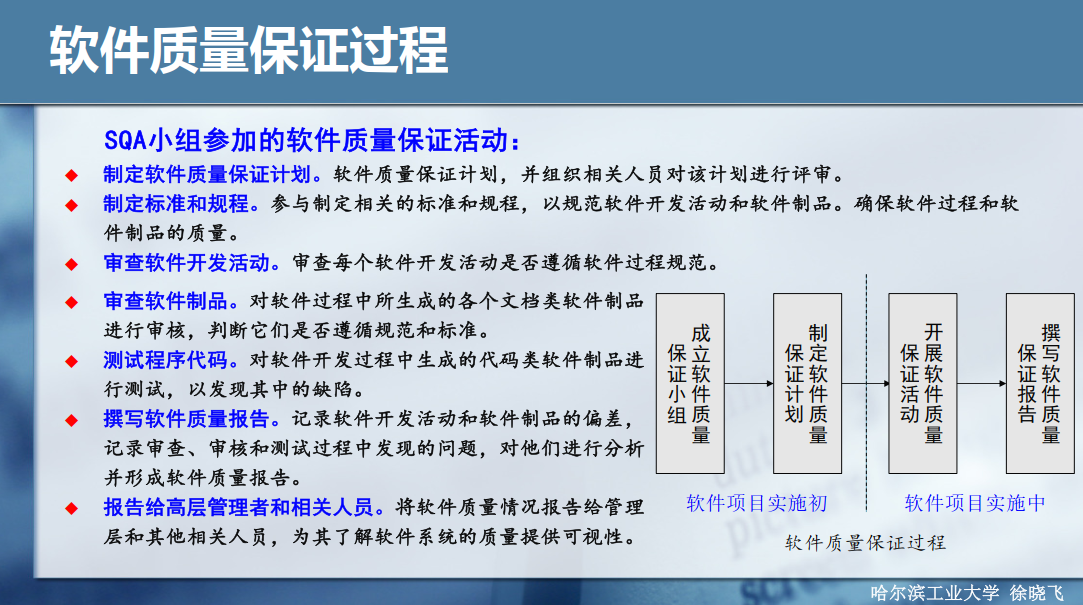 软件质量保证过程
SQA小组参加的软件质量保证活动：
◆ 制定软件质量保证计划。软件质量保证计划，并组织相关人员对该计划进行评审。
◆ 制定标准和规程。参与制定相关的标准和规程，以规范软件开发活动和软件制品。确保软件过程和软
件制品的质量。
◆ 审查软件开发活动。审查每个软件开发活动是否遵循软件过程规范。
◆ 审查软件制品。对软件过程中所生成的各个文档类软件制品
进行审核，判断它们是否遵循规范和标准。
◆ 测试程序代码。对软件开发过程中生成的代码类软件制品进
行测试，以发现其中的缺陷。
◆ 撰写软件质量报告。记录软件开发活动和软件制品的偏差，
记录审查、审核和测试过程中发现的问题，对他们进行分析
并形成软件质量报告。
◆ 报告给高层管理者和相关人员。将软件质量情况报告给管理
层和其他相关人员，为其了解软件系统的质量提供可视性。
成立软件质量
保证小组
制定软件质量
保证计划
开展软件质量
保证活动
撰写软件质量
保证报告
软件项目实施初
软件项目实施中
软件质量保证过程
哈尔滨工业大学 徐晓飞